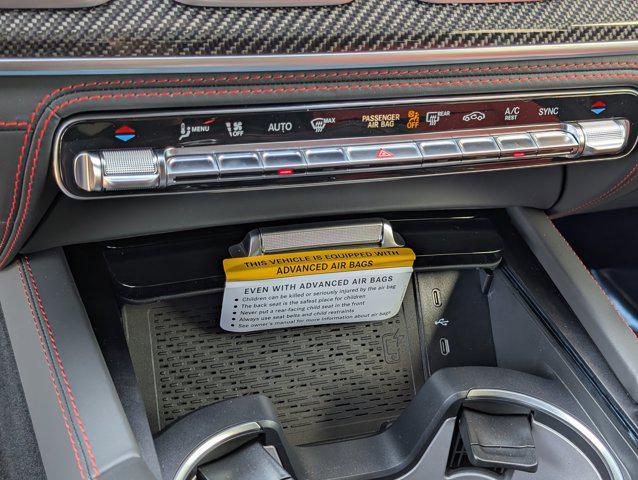 MENU
OFF
AUTO
MAX
PASSENGER
AIR BAG
OFF
REAR
A/C
REST
SYNC
THIS VEHICLE IS EQUIPPED WITH
ADVANCED AIR BAGS
EVEN WITH ADVANCED AIR BAGS
• Children can be killed or seriously injured by the air bag
• The back seat is the safest place for children
• Never put a rear-facing child seat in the front
• Always use seat belts and child restraints
• See owner's manual for more information about air bags